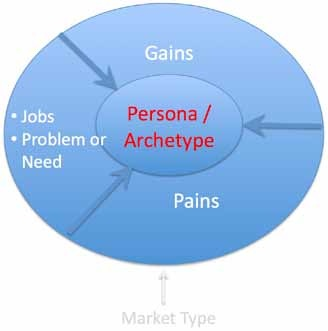 Gains
• Jobs
• Problem or
Need
Persona /
Archetype
Pains
Market Type